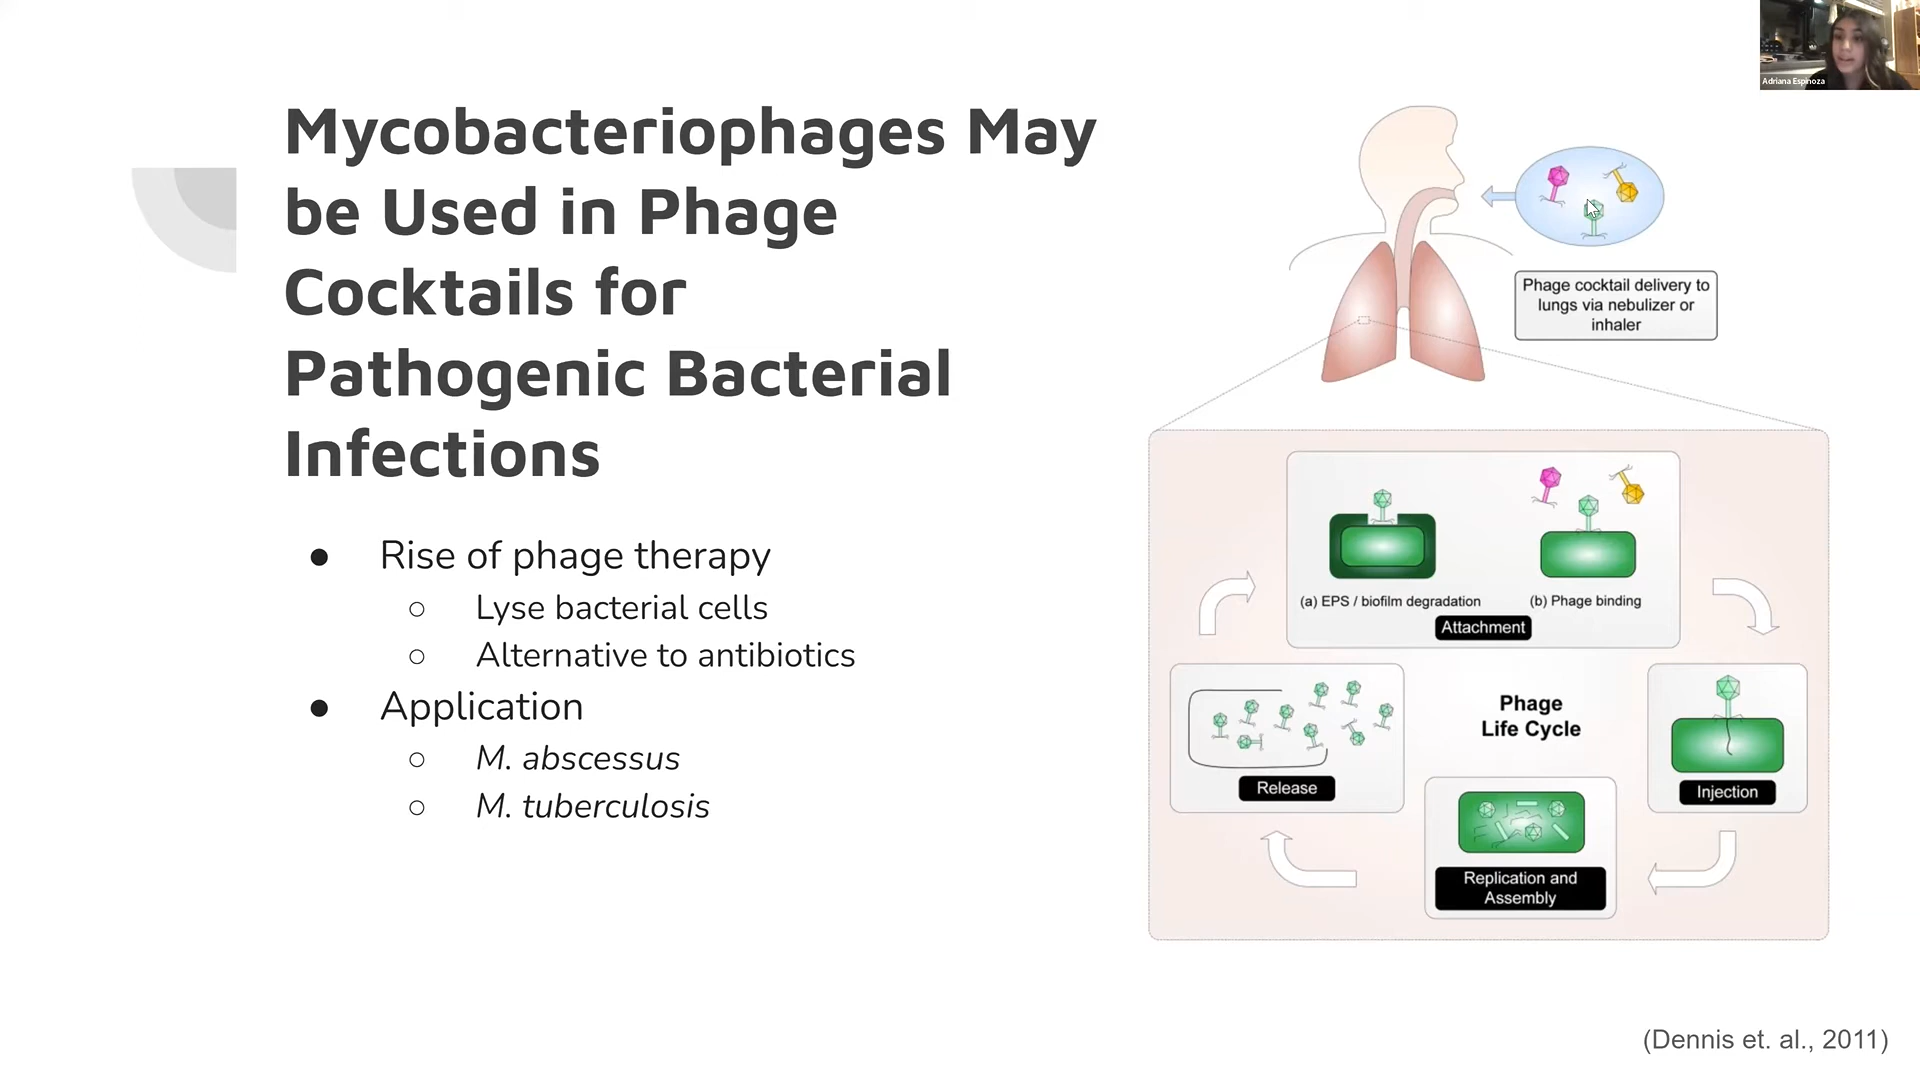 Adriana Espinoza
Mycobacteriophages May
be Used in Phage
Cocktails for
Pathogenic Bacterial
Infections
● Rise of phage therapy
○ Lyse bacterial cells
○ Alternative to antibiotics
● Application
○ M. abscessus
○ M. tuberculosis
Phage cocktail delivery to
lungs via nebulizer or
inhaler
(a) EPS / biofilm degradation
(b) Phage binding
Attachment
Phage
Life Cycle
Release
Injection
Replication and
Assembly
(Dennis et. al., 2011)